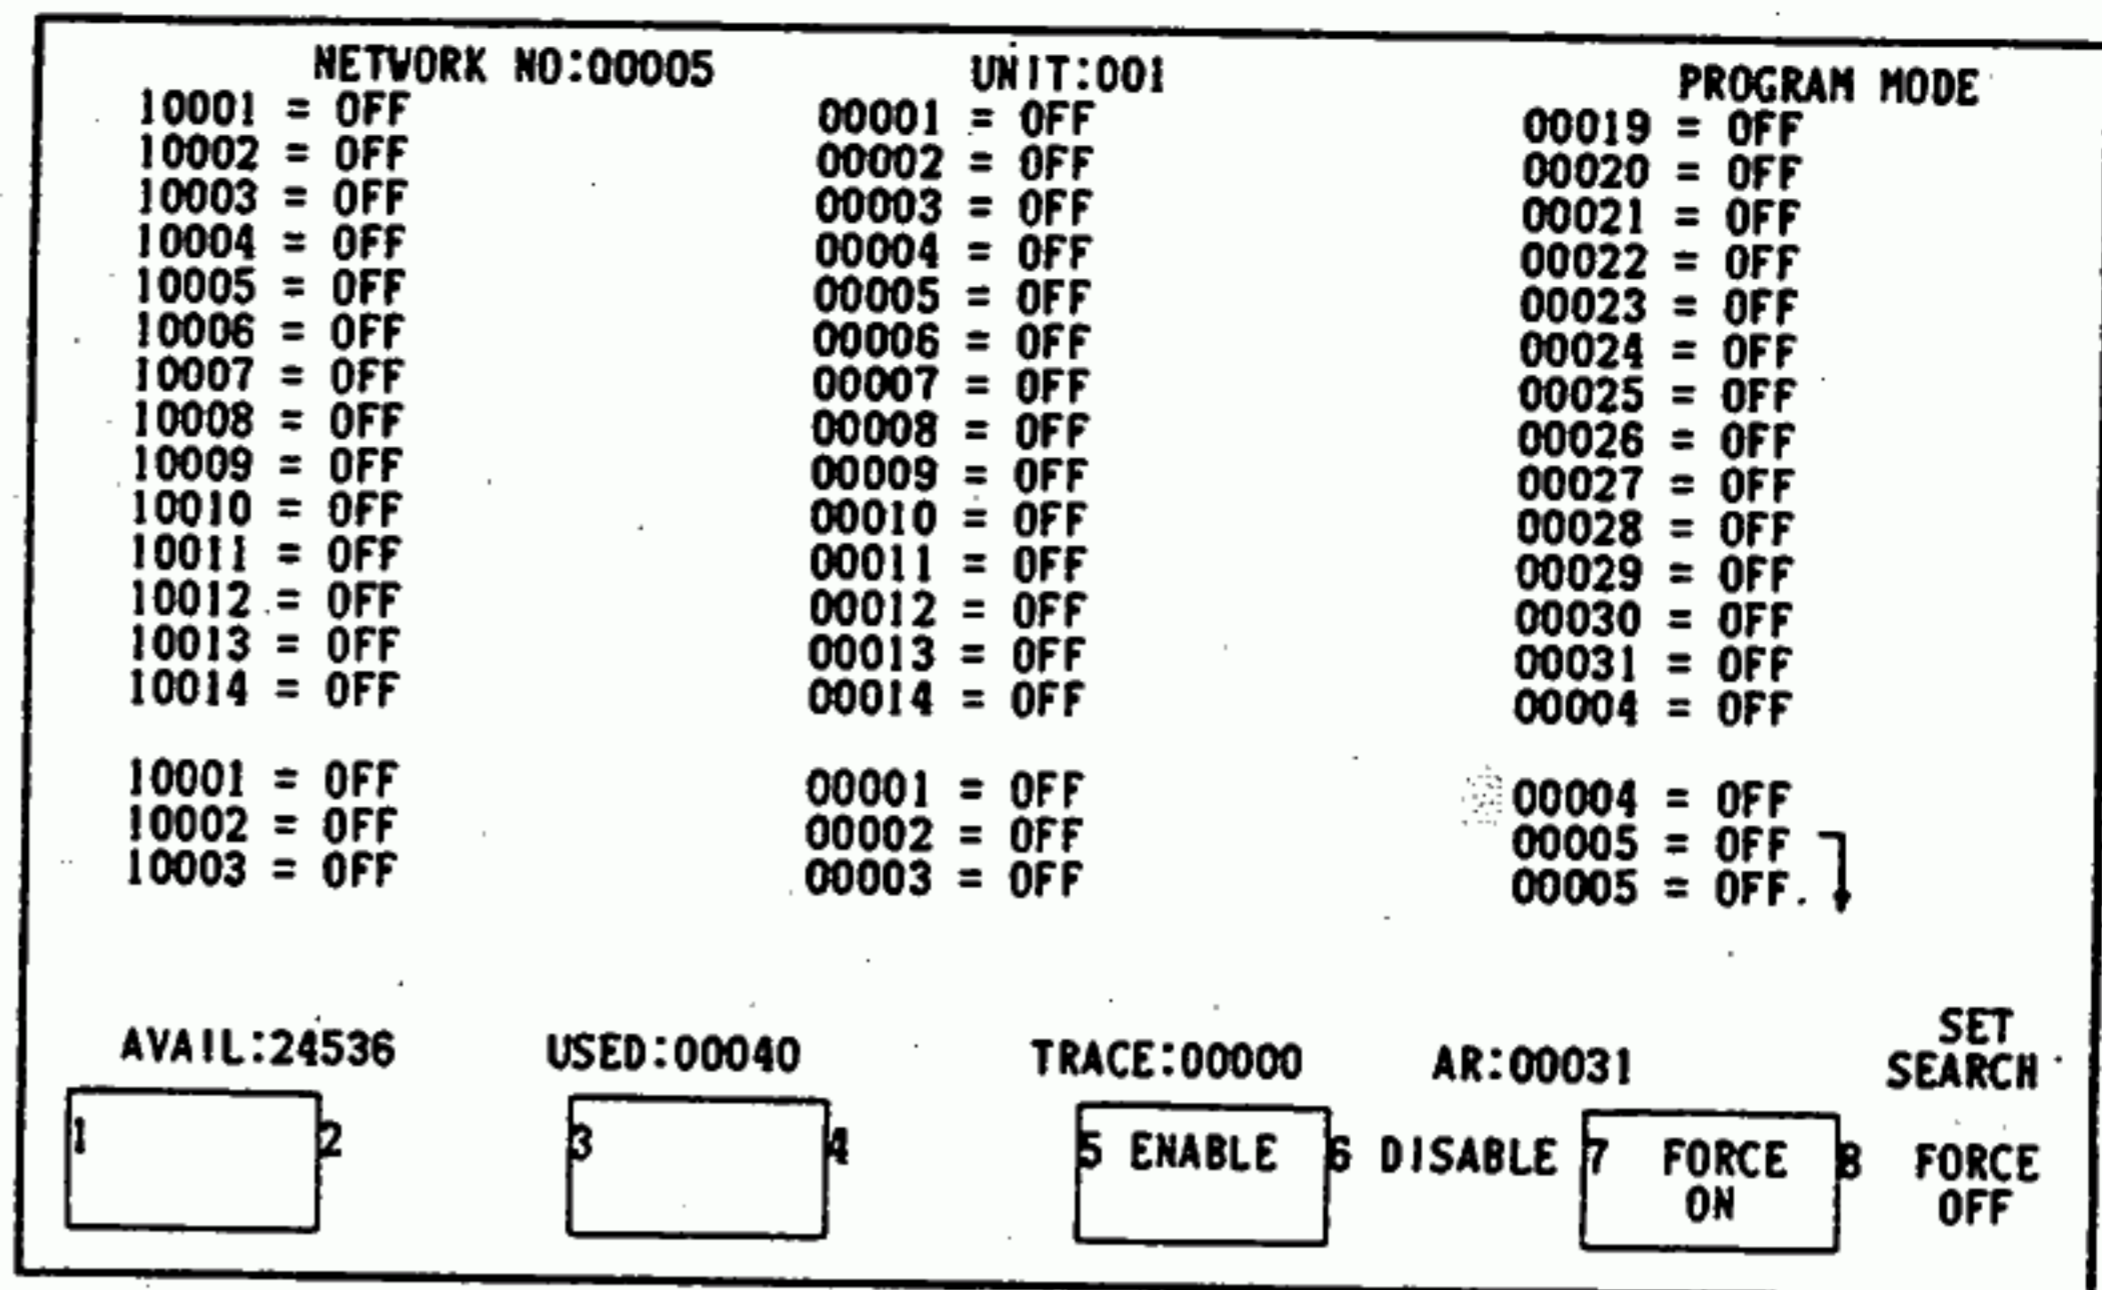 NETWORK NO:00005 UNIT:001 PROGRAM MODE
10001 = OFF 00001 = OFF 00019 = OFF
10002 = OFF 00002 = OFF 00020 = OFF
10003 = OFF 00003 = OFF 00021 = OFF
10004 = OFF 00004 = OFF 00022 = OFF
10005 = OFF 00005 = OFF 00023 = OFF
10006 = OFF 00006 = OFF 00024 = OFF
10007 = OFF 00007 = OFF 00025 = OFF
10008 = OFF 00008 = OFF 00026 = OFF
10009 = OFF 00009 = OFF 00027 = OFF
10010 = OFF 00010 = OFF 00028 = OFF
10011 = OFF 00011 = OFF 00029 = OFF
10012 = OFF 00012 = OFF 00030 = OFF
10013 = OFF 00013 = OFF 00031 = OFF
10014 = OFF 00014 = OFF 00004 = OFF
10001 = OFF 00001 = OFF 00004 = OFF
10002 = OFF 00002 = OFF 00005 = OFF
10003 = OFF 00003 = OFF 00005 = OFF
SET
AVAIL:24536 USED:00040 TRACE:00000 AR:00031 SEARCH
1 2 3 4 5 ENABLE 6 DISABLE 7 FORCE 8 FORCE
ON OFF